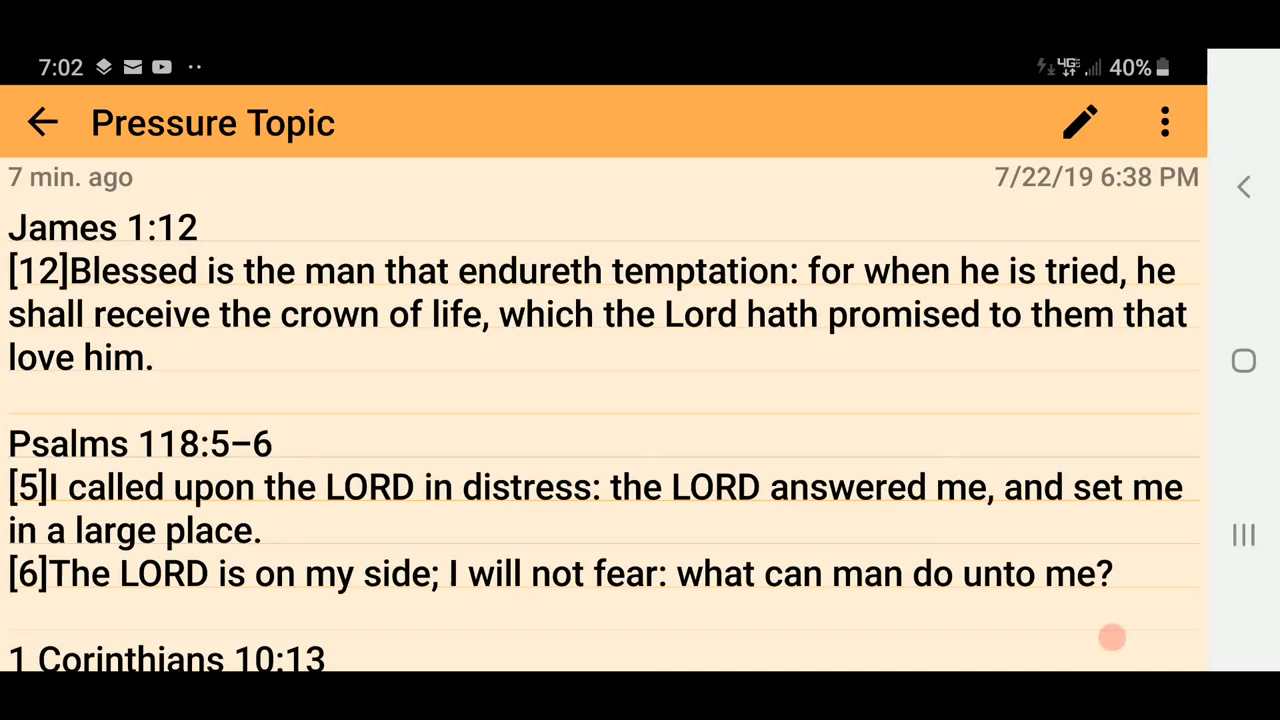 7:02
4G 40%
Pressure Topic
7 min. ago 7/22/19 6:38 PM
James 1:12
[12]Blessed is the man that endureth temptation: for when he is tried, he
shall receive the crown of life, which the Lord hath promised to them that
love him.
Psalms 118:5–6
[5]I called upon the LORD in distress: the LORD answered me, and set me
in a large place.
[6]The LORD is on my side; I will not fear: what can man do unto me?
1 Corinthians 10:13